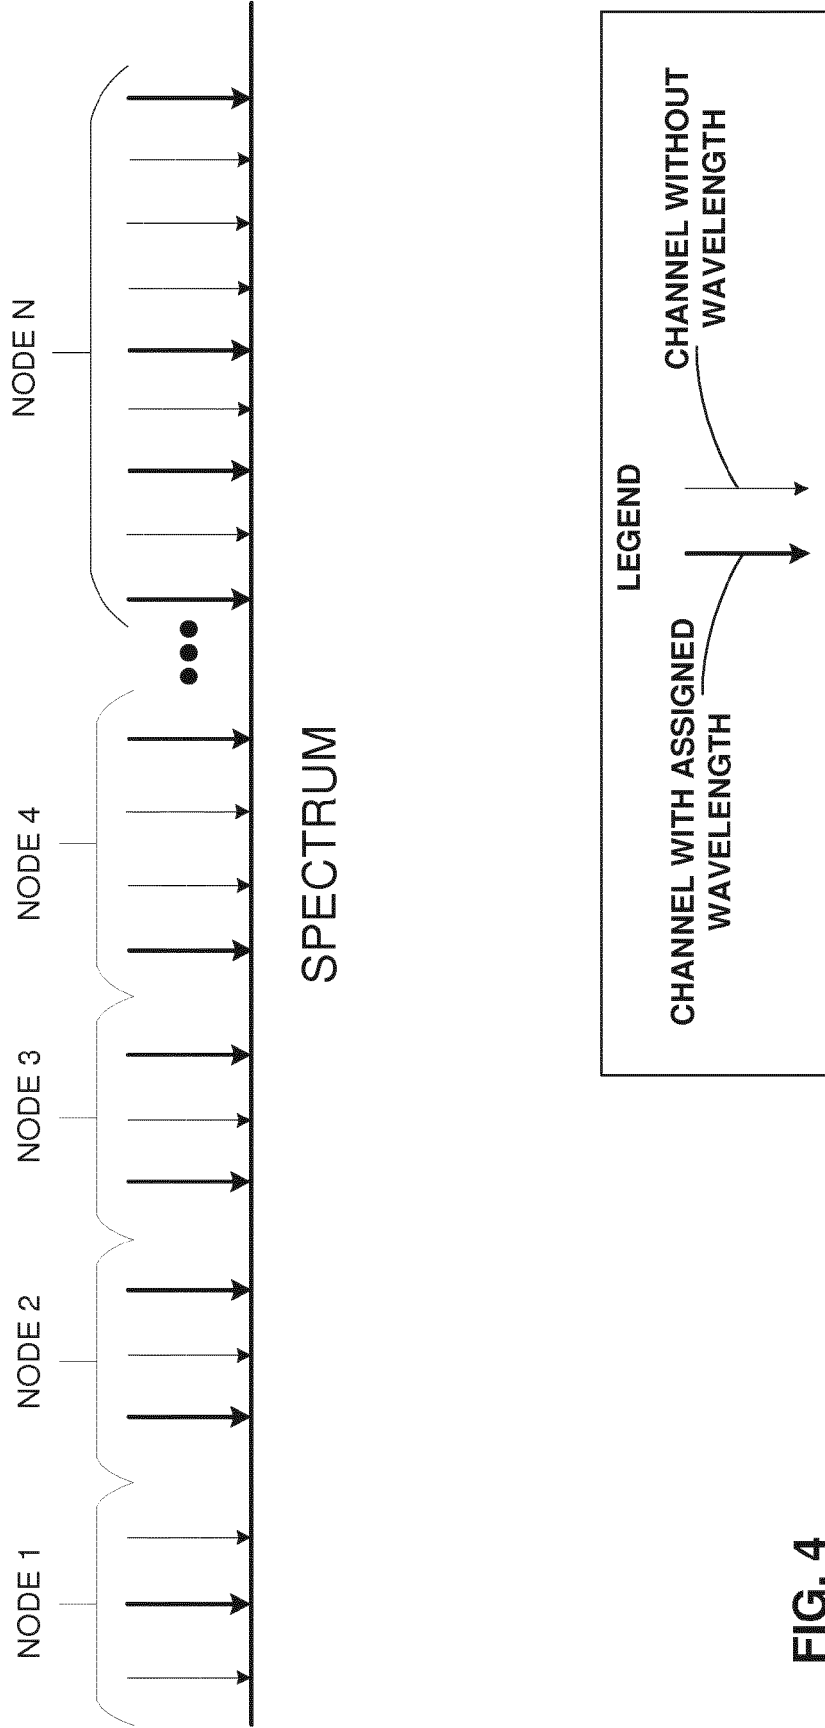 NODE 1
NODE 2
NODE 3
NODE 4
NODE N
SPECTRUM
LEGEND
CHANNEL WITH ASSIGNED
WAVELENGTH
CHANNEL WITHOUT
WAVELENGTH
FIG. 4